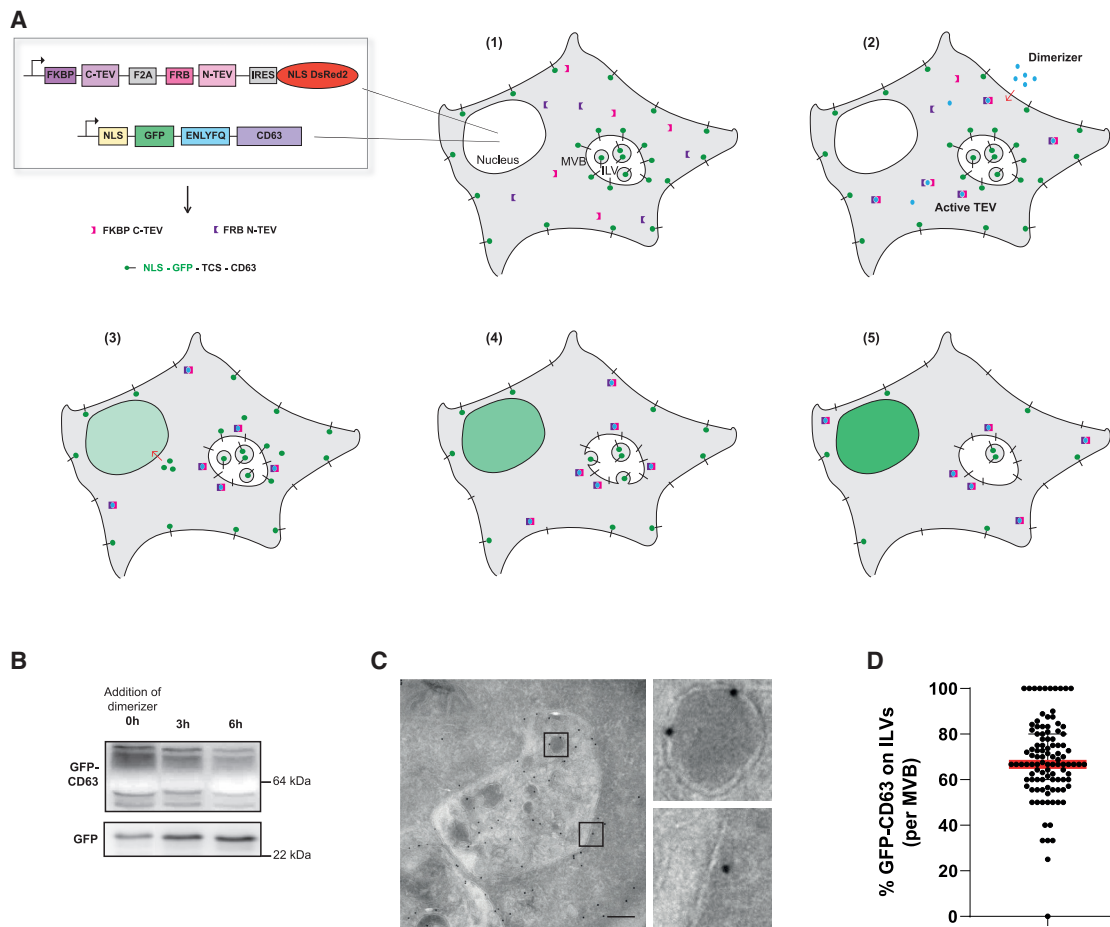 A
FKBP C-TEV F2A FRB N-TEV IRES NLS DsRed2
NLS GFP ENLYFQ CD63
FKBP C-TEV FRB N-TEV
NLS - GFP - TCS - CD63
(1)
Nucleus
MVB
ILV
(2)
Dimerizer
Active TEV
(3)
(4)
(5)
B
Addition of
dimerizer
0h 3h 6h
GFP-
CD63
64 kDa
GFP
22 kDa
C
D
% GFP-CD63 on ILVs
(per MVB)
100
80
60
40
20
0